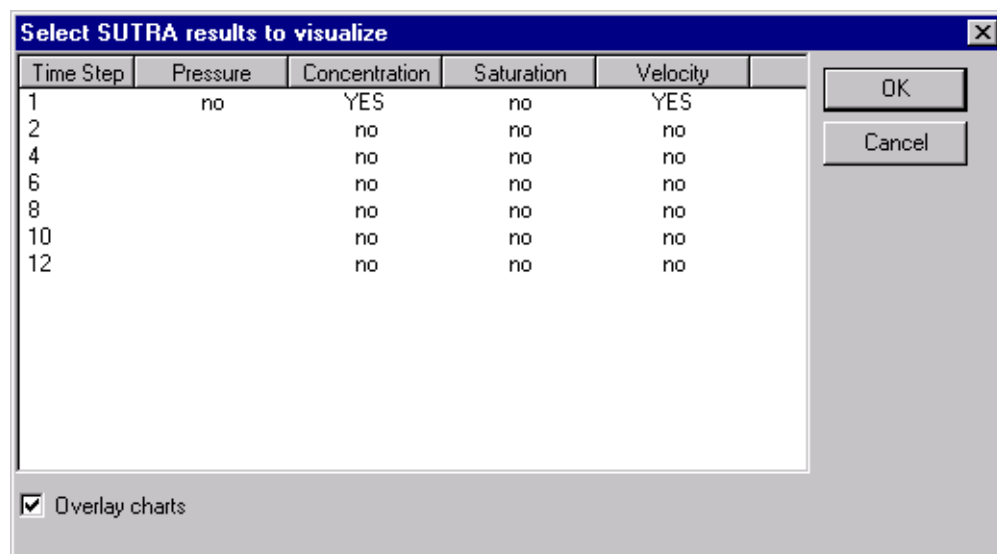 Select SUTRA results to visualize
Time Step Pressure Concentration Saturation Velocity
1 no YES no YES
2 no no no
4 no no no
6 no no no
8 no no no
10 no no no
12 no no no
OK
Cancel
Overlay charts